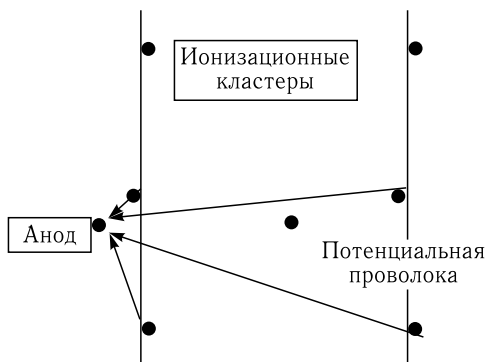 Ионизационные
кластеры
Анод
Потенциальная
проволока